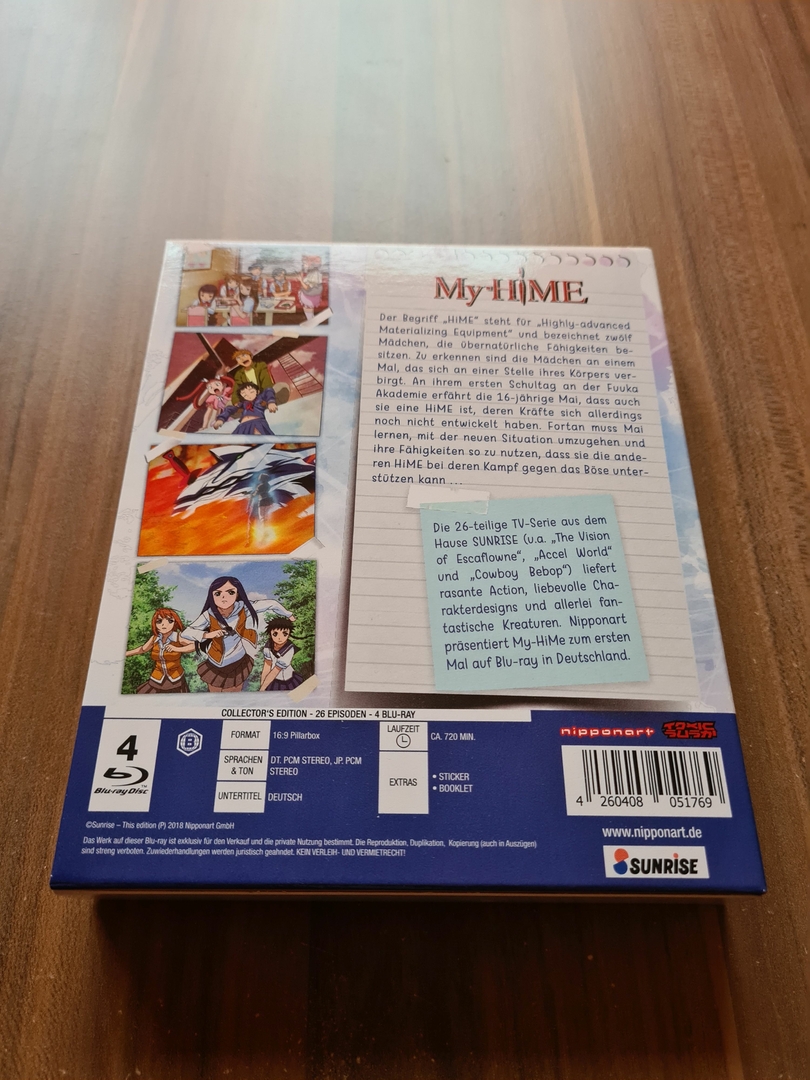 My-HiME
Der Begriff „HiME“ steht für „Highly-advanced
Materializing Equipment“ und bezeichnet zwölf
Mädchen, die übernatürliche Fähigkeiten be-
sitzen. Zu erkennen sind die Mädchen an einem
Mal, das sich an einer Stelle ihres Körpers ver-
birgt. An ihrem ersten Schultag an der Fuuka
Akademie erfährt die 16-jährige Mai, dass auch
sie eine HiME ist, deren Kräfte sich allerdings
noch nicht entwickelt haben. Fortan muss Mai
lernen, mit der neuen Situation umzugehen und
ihre Fähigkeiten so zu nutzen, dass sie die ande-
ren HiME bei deren Kampf gegen das Böse unter-
stützen kann ...
Die 26-teilige TV-Serie aus dem
Hause SUNRISE (u.a. „The Vision
of Escaflowne“, „Accel World“
und „Cowboy Bebop“) liefert
rasante Action, liebevolle Cha-
rakterdesigns und allerlei fan-
tastische Kreaturen. Nipponart
präsentiert My-HiMe zum ersten
Mal auf Blu-ray in Deutschland.
COLLECTOR'S EDITION - 26 EPISODEN - 4 BLU-RAY
4
Blu-ray Disc™
B
FORMAT
16:9 Pillarbox
SPRACHEN
& TON
DT. PCM STEREO, JP. PCM
STEREO
UNTERTITEL
DEUTSCH
LAUFZEIT
CA. 720 MIN.
EXTRAS
• STICKER
• BOOKLET
nipponart
4 260408 051769
www.nipponart.de
SUNRISE
©Sunrise – This edition (P) 2018 Nipponart GmbH
Das Werk auf dieser Blu-ray ist exklusiv für den Verkauf und die private Nutzung bestimmt. Die Reproduktion, Duplikation, Kopierung (auch in Auszügen)
sind streng verboten. Zuwiderhandlungen werden juristisch geahndet. KEIN VERLEIH- UND VERMIETRECHT!